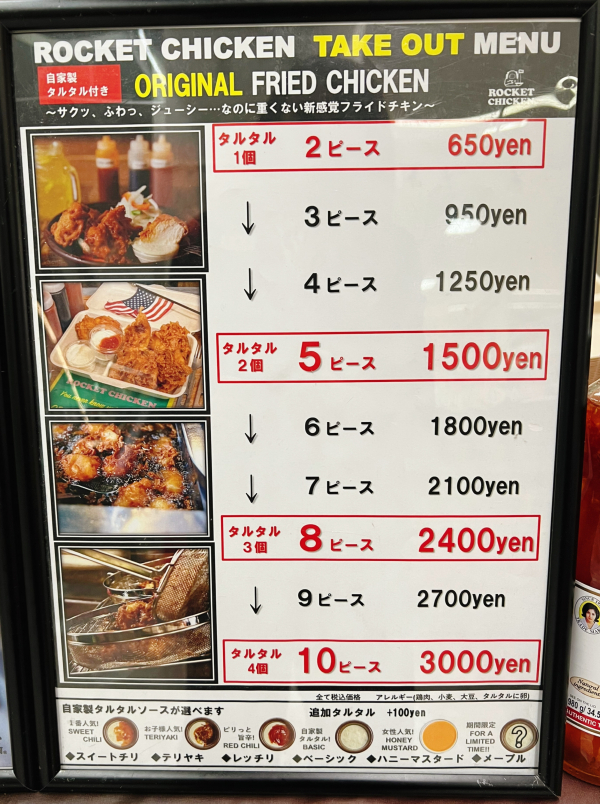 ROCKET CHICKEN TAKE OUT MENU
自家製
タルタル付き
ORIGINAL FRIED CHICKEN
ROCKET
CHICKEN
〜サクッ、ふわっ、ジューシー…なのに重くない新感覚フライドチキン〜
タルタル
1個
2ピース 650yen
↓ 3ピース 950yen
↓ 4ピース 1250yen
タルタル
2個
5ピース 1500yen
↓ 6ピース 1800yen
↓ 7ピース 2100yen
タルタル
3個
8ピース 2400yen
↓ 9ピース 2700yen
タルタル
4個
10ピース 3000yen
ROCKET CHICKEN
全て税込価格 アレルギー(鶏肉、小麦、大豆、タルタルに卵)
自家製タルタルソースが選べます 追加タルタル +100yen
1番人気!
SWEET
CHILI
お子様人気!
TERIYAKI
ピリっと
旨辛!
RED CHILI
自家製
タルタル!
BASIC
女性人気!
HONEY
MUSTARD
期間限定
FOR A
LIMITED
TIME!!
?
◆スイートチリ ◆テリヤキ ◆レッチリ ◆ベーシック ◆ハニーマスタード ◆メープル